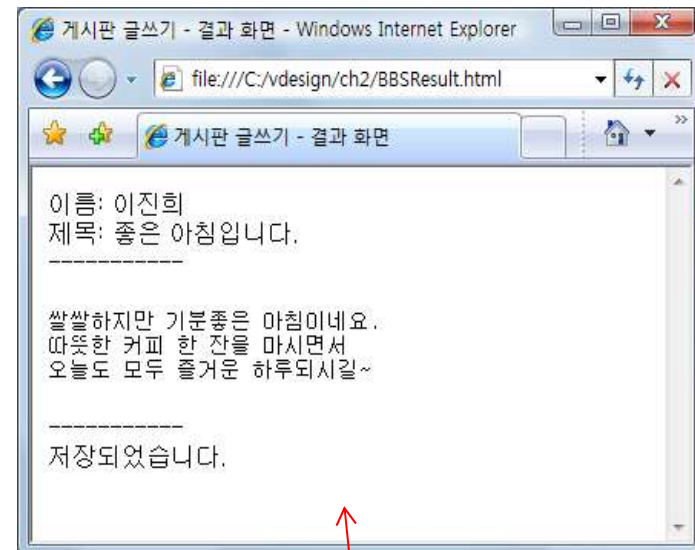 게시판 글쓰기 - 결과 화면 - Windows Internet Explorer
file:///C:/vdesign/ch2/BBSResult.html
게시판 글쓰기 - 결과 화면
이름: 이진희
제목: 좋은 아침입니다.
-----------
쌀쌀하지만 기분좋은 아침이네요.
따뜻한 커피 한 잔을 마시면서
오늘도 모두 즐거운 하루되시길~
-----------
저장되었습니다.